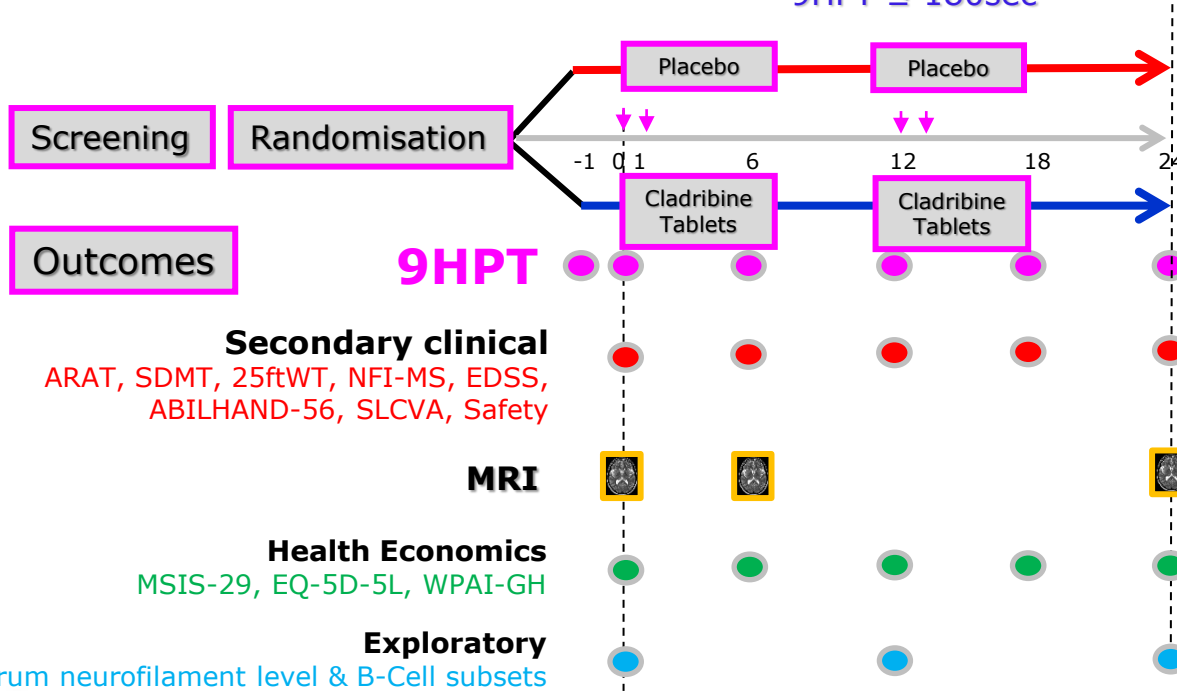 Placebo
Placebo
Screening
Randomisation
-1 0 1 6 12 18
Cladribine
Tablets
Cladribine
Tablets
Outcomes
9HPT
Secondary clinical
ARAT, SDMT, 25ftWT, NFI-MS, EDSS,
ABILHAND-56, SLCVA, Safety
MRI
Health Economics
MSIS-29, EQ-5D-5L, WPAI-GH
Exploratory
neurofilament level & B-Cell subsets